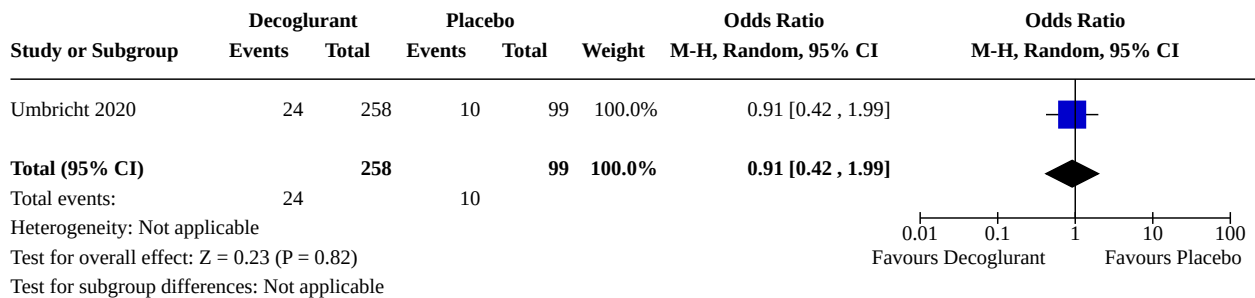 Decoglurant Placebo Odds Ratio Odds Ratio
Study or Subgroup Events Total Events Total Weight M-H, Random, 95% CI M-H, Random, 95% CI
Umbricht 2020 24 258 10 99 100.0% 0.91 [0.42 , 1.99]
Total (95% CI) 258 99 100.0% 0.91 [0.42 , 1.99]
Total events: 24 10
Heterogeneity: Not applicable
0.01 0.1 1 10 100
Test for overall effect: Z = 0.23 (P = 0.82)
Favours Decoglurant Favours Placebo
Test for subgroup differences: Not applicable